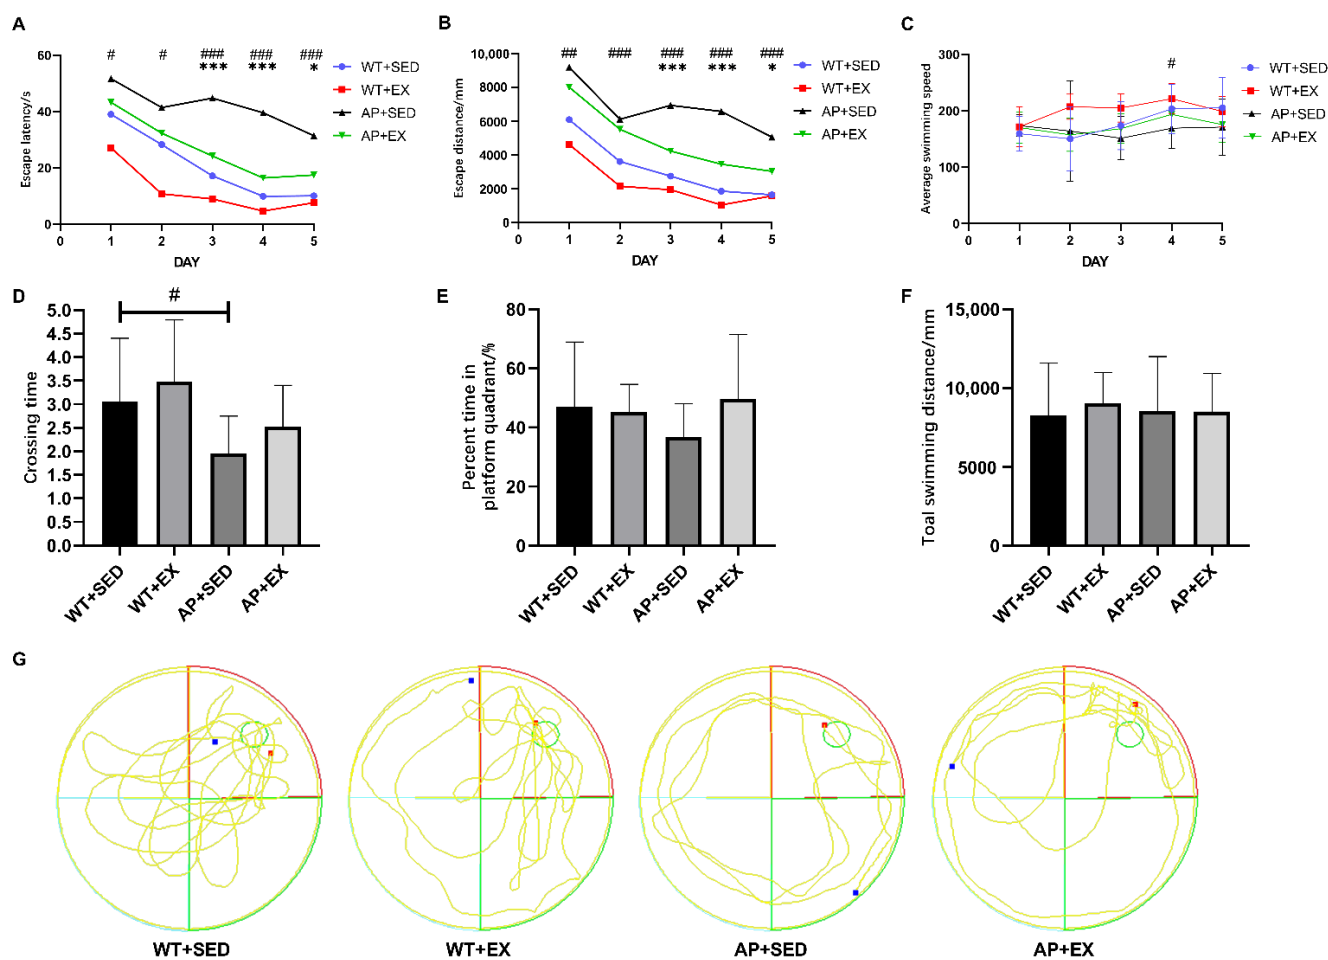 A
# # ### ### ###
*** *** *
Escape latency/s
60
40
20
0
0 1 2 3 4 5
DAY
WT+SED
WT+EX
AP+SED
AP+EX
B
## ### ### ### ###
*** *** *
Escape distance/mm
10,000
8000
6000
4000
2000
0
0 1 2 3 4 5
DAY
WT+SED
WT+EX
AP+SED
AP+EX
C
#
Average swimming speed
300
200
100
0
0 1 2 3 4 5
DAY
WT+SED
WT+EX
AP+SED
AP+EX
D
#
Crossing time
5.0
4.5
4.0
3.5
3.0
2.5
2.0
1.5
1.0
0.5
0.0
WT+SED
WT+EX
AP+SED
AP+EX
E
Percent time in
platform quadrant/%
80
60
40
20
0
WT+SED
WT+EX
AP+SED
AP+EX
F
Toal swimming distance/mm
15,000
10,000
5000
0
WT+SED
WT+EX
AP+SED
AP+EX
G
WT+SED
WT+EX
AP+SED
AP+EX